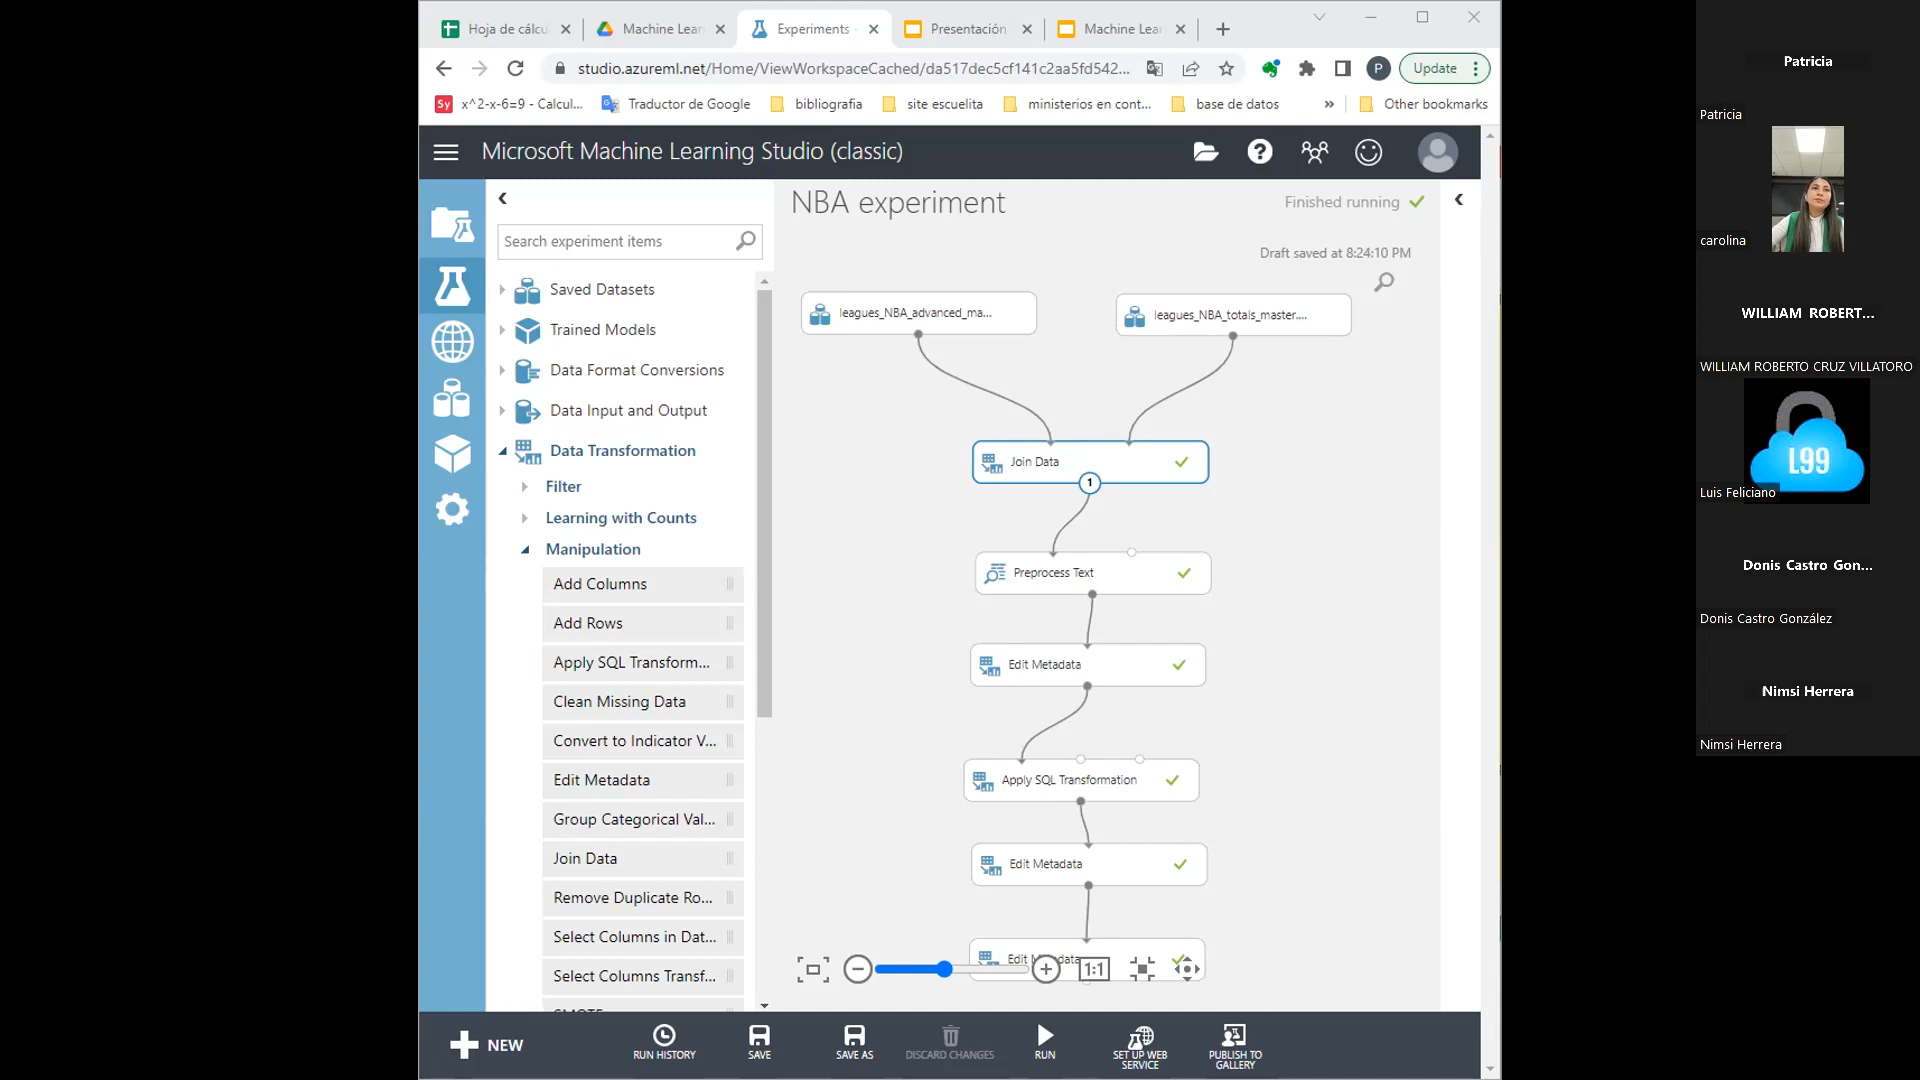 Hoja de cálcu
Machine Lear
Experiments -
Presentación
Machine Lear
studio.azureml.net/Home/ViewWorkspaceCached/da517dec5cf141c2aa5fd542...
P
Update
Sy
x^2-x-6=9 - Calcul...
Traductor de Google
bibliografia
site escuelita
ministerios en cont...
base de datos
»
Other bookmarks
Microsoft Machine Learning Studio (classic)
NBA experiment
Finished running
Draft saved at 8:24:10 PM
Search experiment items
Saved Datasets
Trained Models
Data Format Conversions
Data Input and Output
Data Transformation
Filter
Learning with Counts
Manipulation
Add Columns
Add Rows
Apply SQL Transform...
Clean Missing Data
Convert to Indicator V...
Edit Metadata
Group Categorical Val...
Join Data
Remove Duplicate Ro...
Select Columns in Dat...
Select Columns Transf...
SMOTE
leagues_NBA_advanced_ma...
leagues_NBA_totals_master....
Join Data
1
Preprocess Text
Edit Metadata
Apply SQL Transformation
Edit Metadata
Edit Metadata
1:1
NEW
RUN HISTORY
SAVE
SAVE AS
DISCARD CHANGES
RUN
SET UP WEB
SERVICE
PUBLISH TO
GALLERY
Patricia
Patricia
carolina
WILLIAM ROBERT...
WILLIAM ROBERTO CRUZ VILLATORO
L99
Luis Feliciano
Donis Castro Gon...
Donis Castro González
Nimsi Herrera
Nimsi Herrera